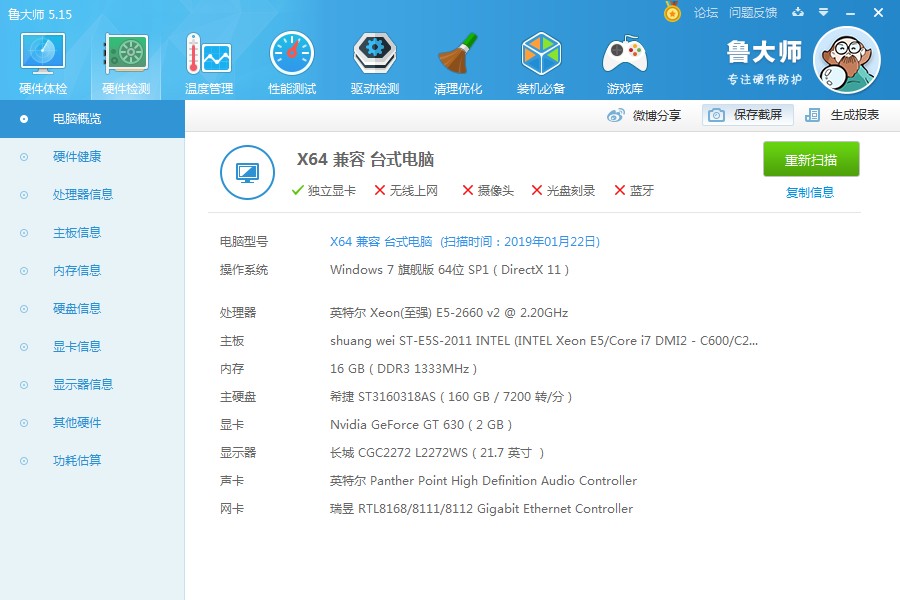 鲁大师 5.15
论坛 问题反馈
硬件体检 硬件检测 温度管理 性能测试 驱动检测 清理优化 装机必备 游戏库
鲁大师
专注硬件防护
微博分享 保存截屏 生成报表
电脑概览
硬件健康
处理器信息
主板信息
内存信息
硬盘信息
显卡信息
显示器信息
其他硬件
功耗估算
X64 兼容 台式电脑
独立显卡 无线上网 摄像头 光盘刻录 蓝牙
重新扫描
复制信息
电脑型号 X64 兼容 台式电脑 (扫描时间：2019年01月22日)
操作系统 Windows 7 旗舰版 64位 SP1 ( DirectX 11 )
处理器 英特尔 Xeon(至强) E5-2660 v2 @ 2.20GHz
主板 shuang wei ST-E5S-2011 INTEL (INTEL Xeon E5/Core i7 DMI2 - C600/C2...
内存 16 GB ( DDR3 1333MHz )
主硬盘 希捷 ST3160318AS ( 160 GB / 7200 转/分 )
显卡 Nvidia GeForce GT 630 ( 2 GB )
显示器 长城 CGC2272 L2272WS ( 21.7 英寸 )
声卡 英特尔 Panther Point High Definition Audio Controller
网卡 瑞昱 RTL8168/8111/8112 Gigabit Ethernet Controller